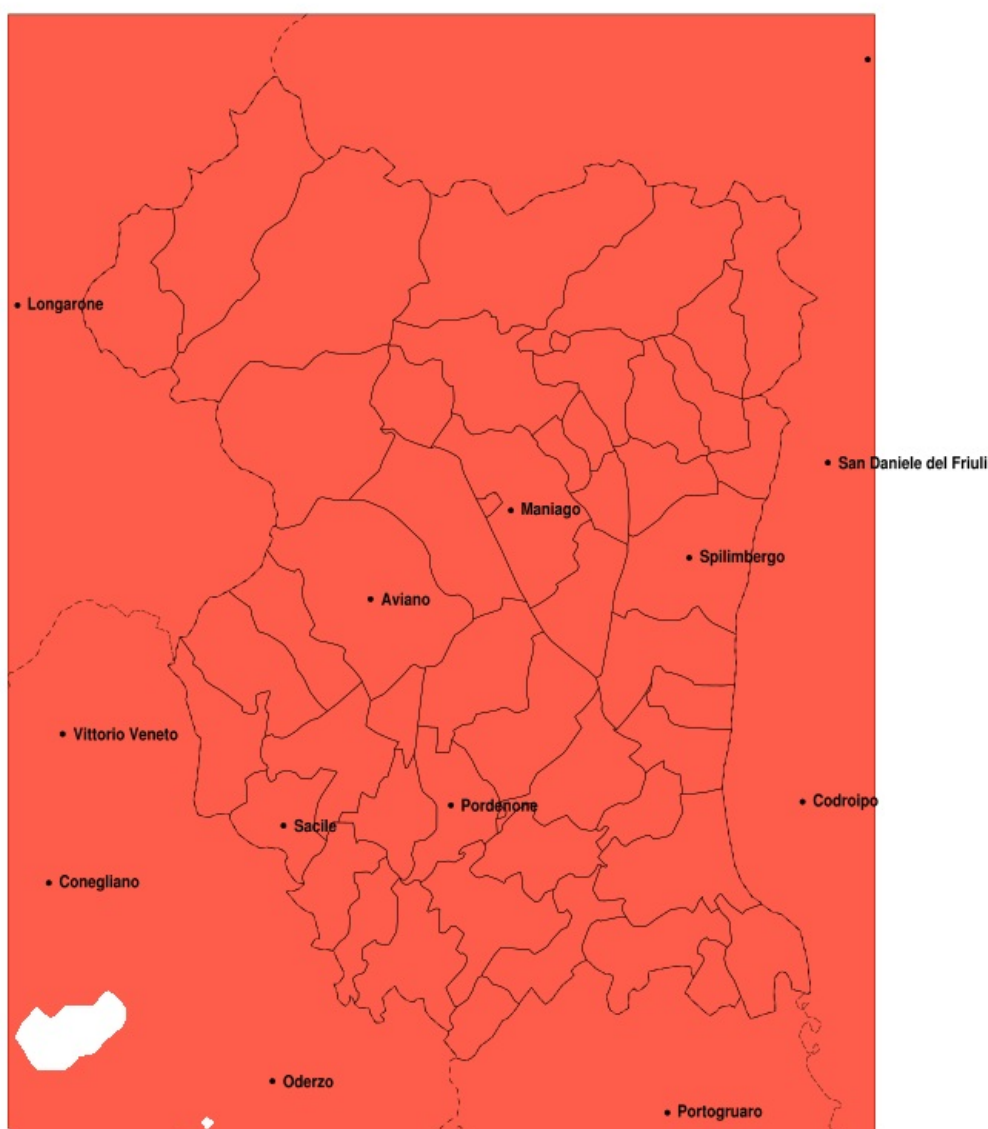 Longarone
San Daniele del Friuli
Maniago
Spilimbergo
Aviano
Vittorio Veneto
Codroipo
Pordenone
Sacile
Conegliano
Oderzo
Portogruaro